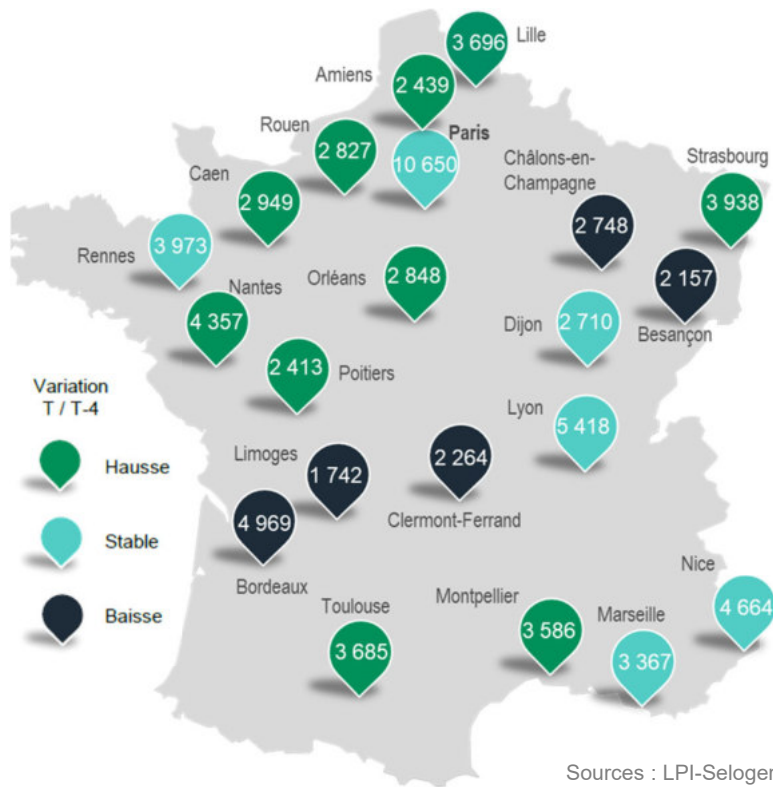 Lille
3 696
Amiens
2 439
Rouen
2 827
Paris
10 650
Châlons-en-
Champagne
2 748
Strasbourg
3 938
Caen
2 949
Rennes
3 973
Nantes
4 357
Orléans
2 848
Besançon
2 157
Dijon
2 710
Poitiers
2 413
Lyon
5 418
Limoges
1 742
Clermont-Ferrand
2 264
Bordeaux
4 969
Toulouse
3 685
Montpellier
3 586
Marseille
3 367
Nice
4 664
Variation
T / T-4
Hausse
Stable
Baisse
Sources : LPI-Seloger